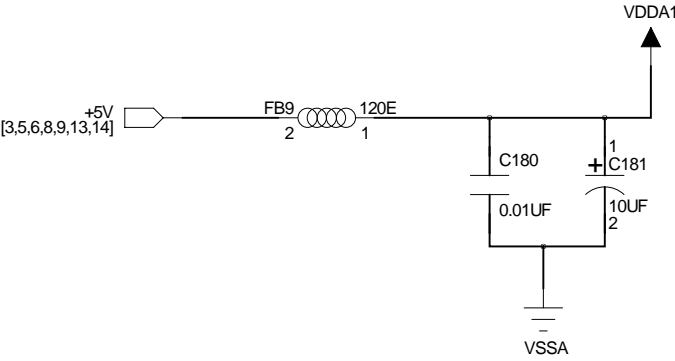 VDDA1
+5V
[3,5,6,8,9,13,14]
FB9
120E
2
1
1
C180
+ C181
0.01UF
10UF
2
VSSA